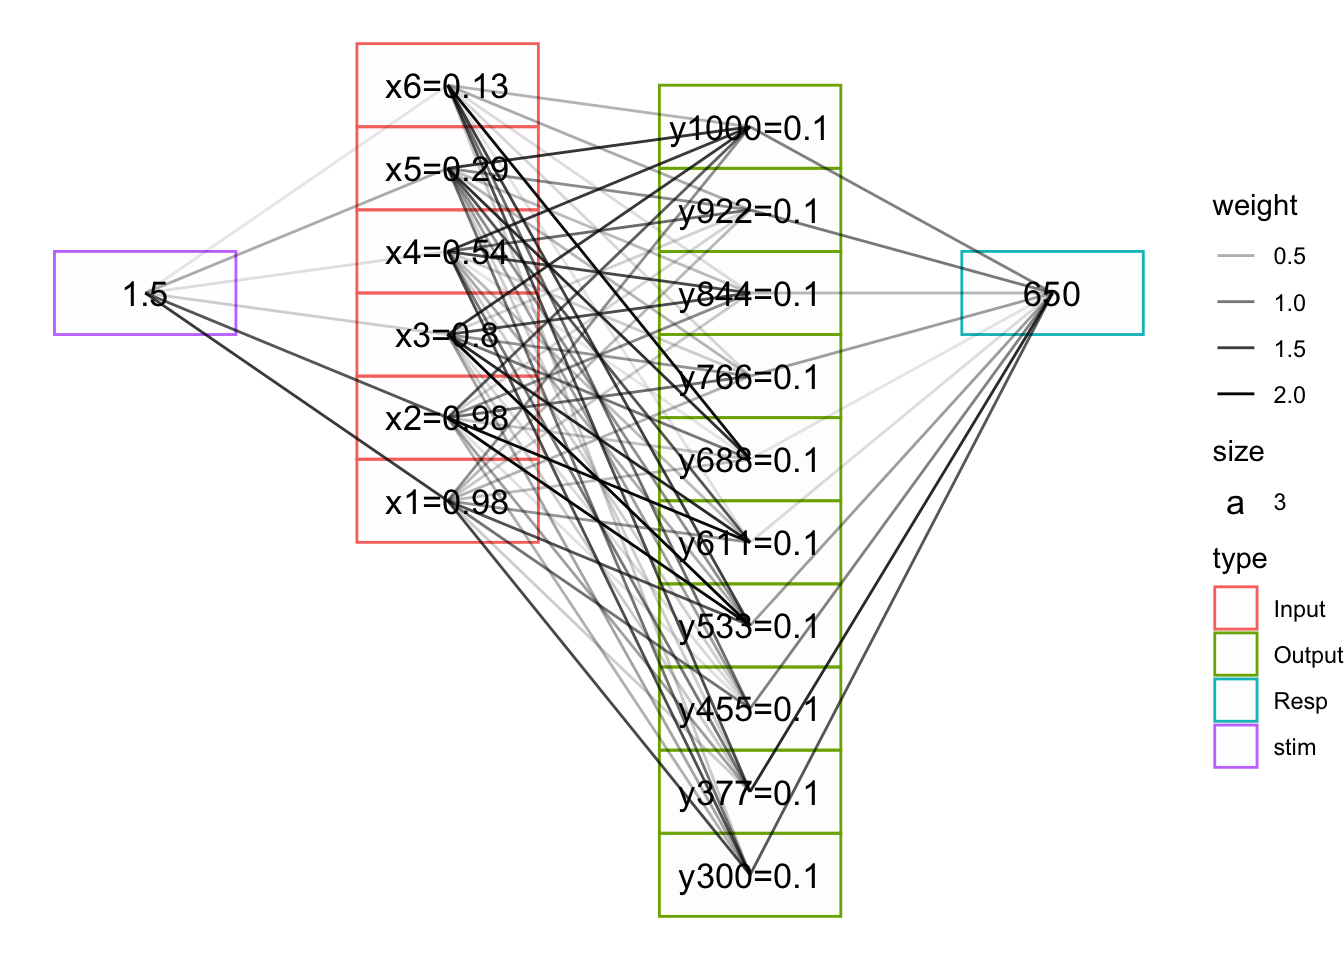 1.5
x6=0.13
x5=0.29
x4=0.54
x3=0.8
x2=0.98
x1=0.98
y1000=0.1
y922=0.1
y844=0.1
y766=0.1
y688=0.1
y611=0.1
y533=0.1
y455=0.1
y377=0.1
y300=0.1
650
weight
0.5
1.0
1.5
2.0
size
a 3
type
Input
Output
Resp
stim